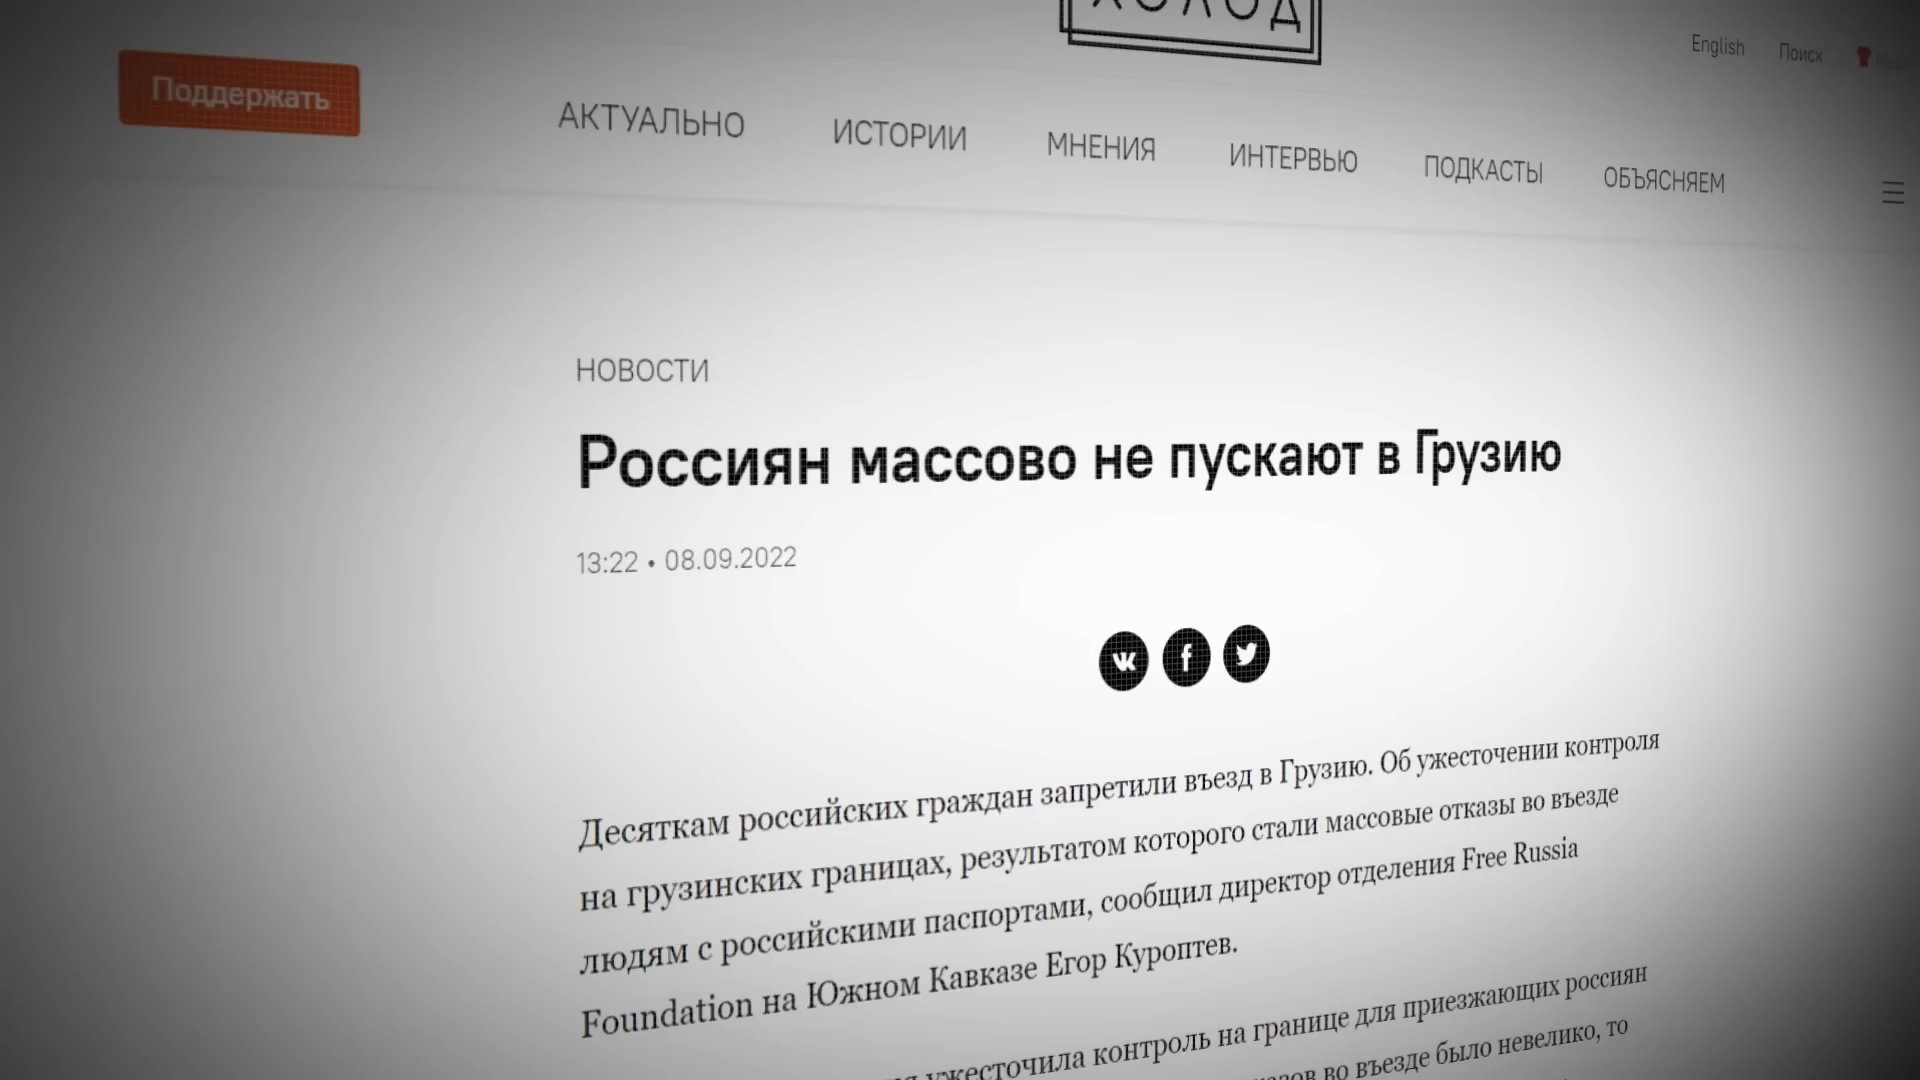 ХОЛОД
English
Поиск
Поддержать
АКТУАЛЬНО
ИСТОРИИ
МНЕНИЯ
ИНТЕРВЬЮ
ПОДКАСТЫ
ОБЪЯСНЯЕМ
НОВОСТИ
Россиян массово не пускают в Грузию
13:22 • 08.09.2022
Десяткам российских граждан запретили въезд в Грузию. Об ужесточении контроля
на грузинских границах, результатом которого стали массовые отказы во въезде
людям с российскими паспортами, сообщил директор отделения Free Russia
Foundation на Южном Кавказе Егор Куроптев.
ужесточила контроль на границе для приезжающих россиян
во въезде было невелико, то